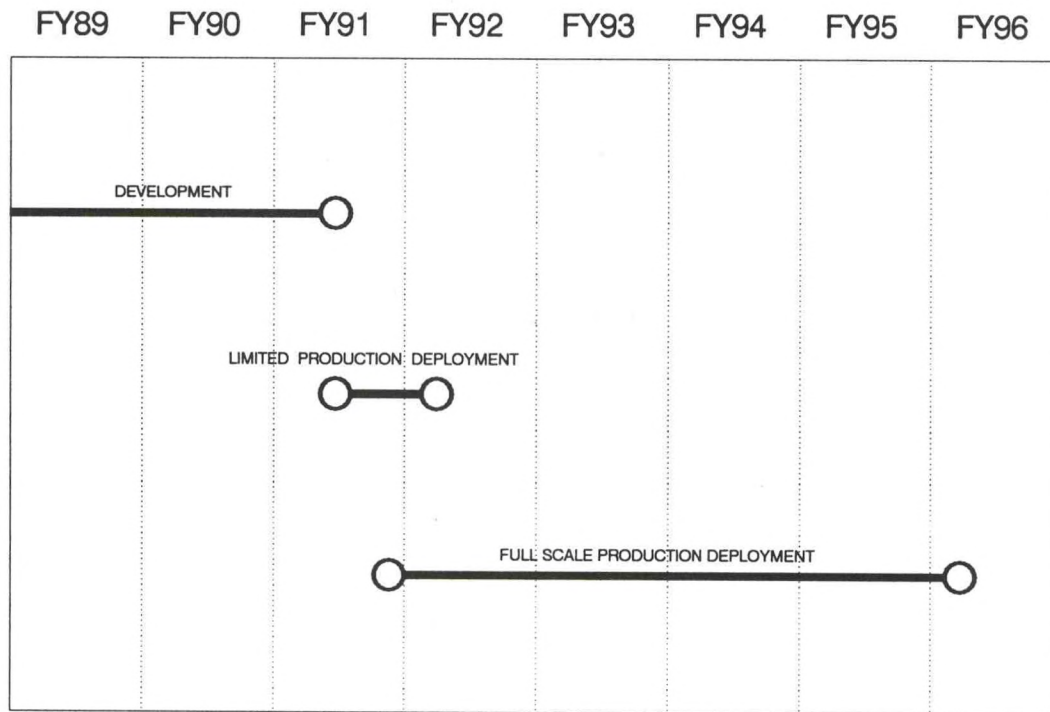 FY89 FY90 FY91 FY92 FY93 FY94 FY95 FY96
DEVELOPMENT
LIMITED PRODUCTION DEPLOYMENT
FULL SCALE PRODUCTION DEPLOYMENT